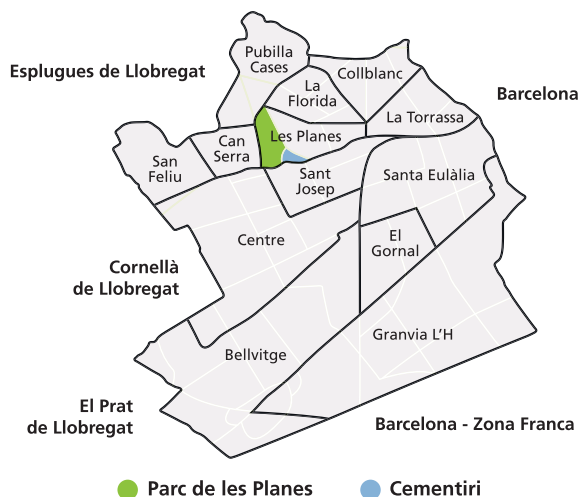 Pubilla
Cases
Esplugues de Llobregat
Collblanc
La
Florida
Barcelona
La Torrassa
Les Planes
Can
Serra
San
Feliu
Sant
Josep
Santa Eulàlia
Centre
El
Gornal
Cornellà
de Llobregat
Granvia L'H
Bellvitge
El Prat
de Llobregat
Barcelona - Zona Franca
Parc de les Planes
Cementiri